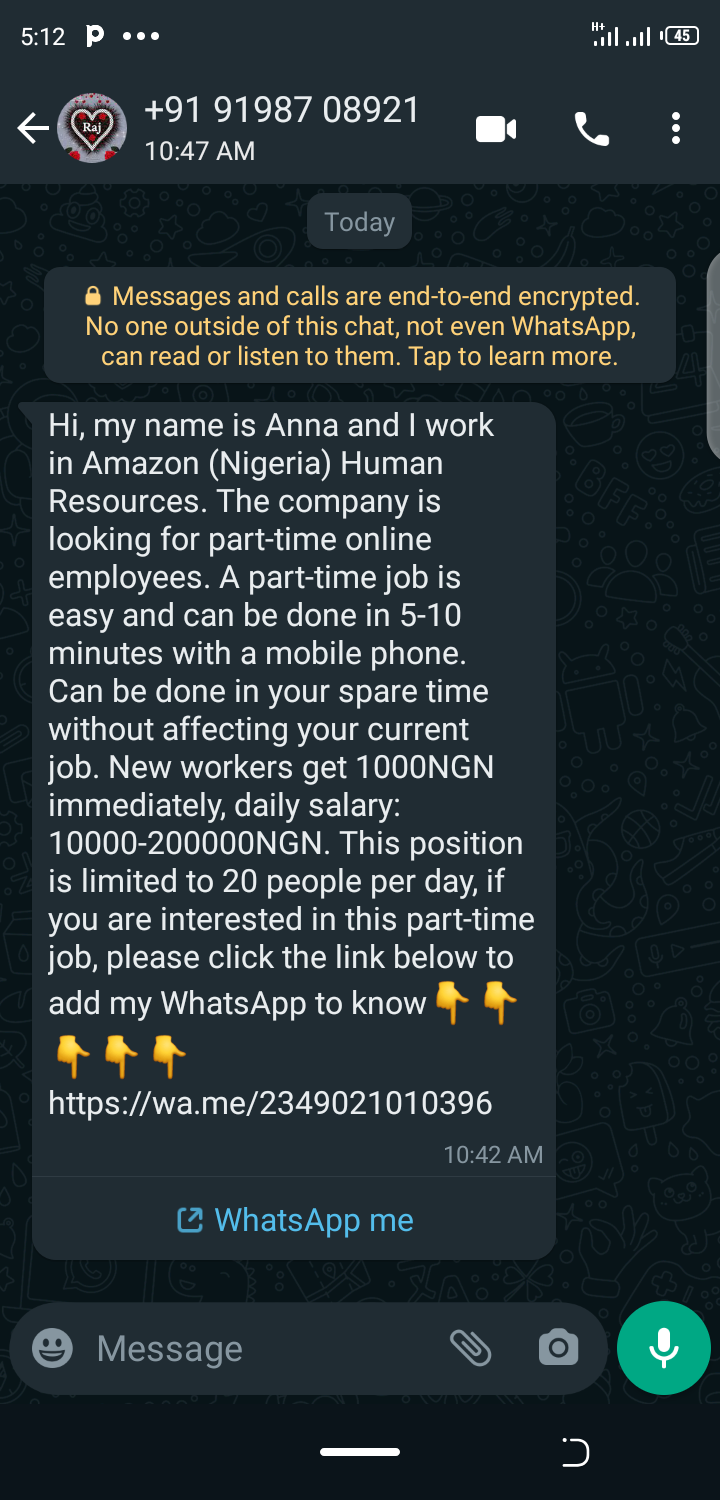 5:12
H+
45
Raj
+91 91987 08921
10:47 AM
Today
Messages and calls are end-to-end encrypted.
No one outside of this chat, not even WhatsApp,
can read or listen to them. Tap to learn more.
Hi, my name is Anna and I work
in Amazon (Nigeria) Human
Resources. The company is
looking for part-time online
employees. A part-time job is
easy and can be done in 5-10
minutes with a mobile phone.
Can be done in your spare time
without affecting your current
job. New workers get 1000NGN
immediately, daily salary:
10000-200000NGN. This position
is limited to 20 people per day, if
you are interested in this part-time
job, please click the link below to
add my WhatsApp to know👇👇
👇👇👇
https://wa.me/2349021010396
10:42 AM
WhatsApp me
Message